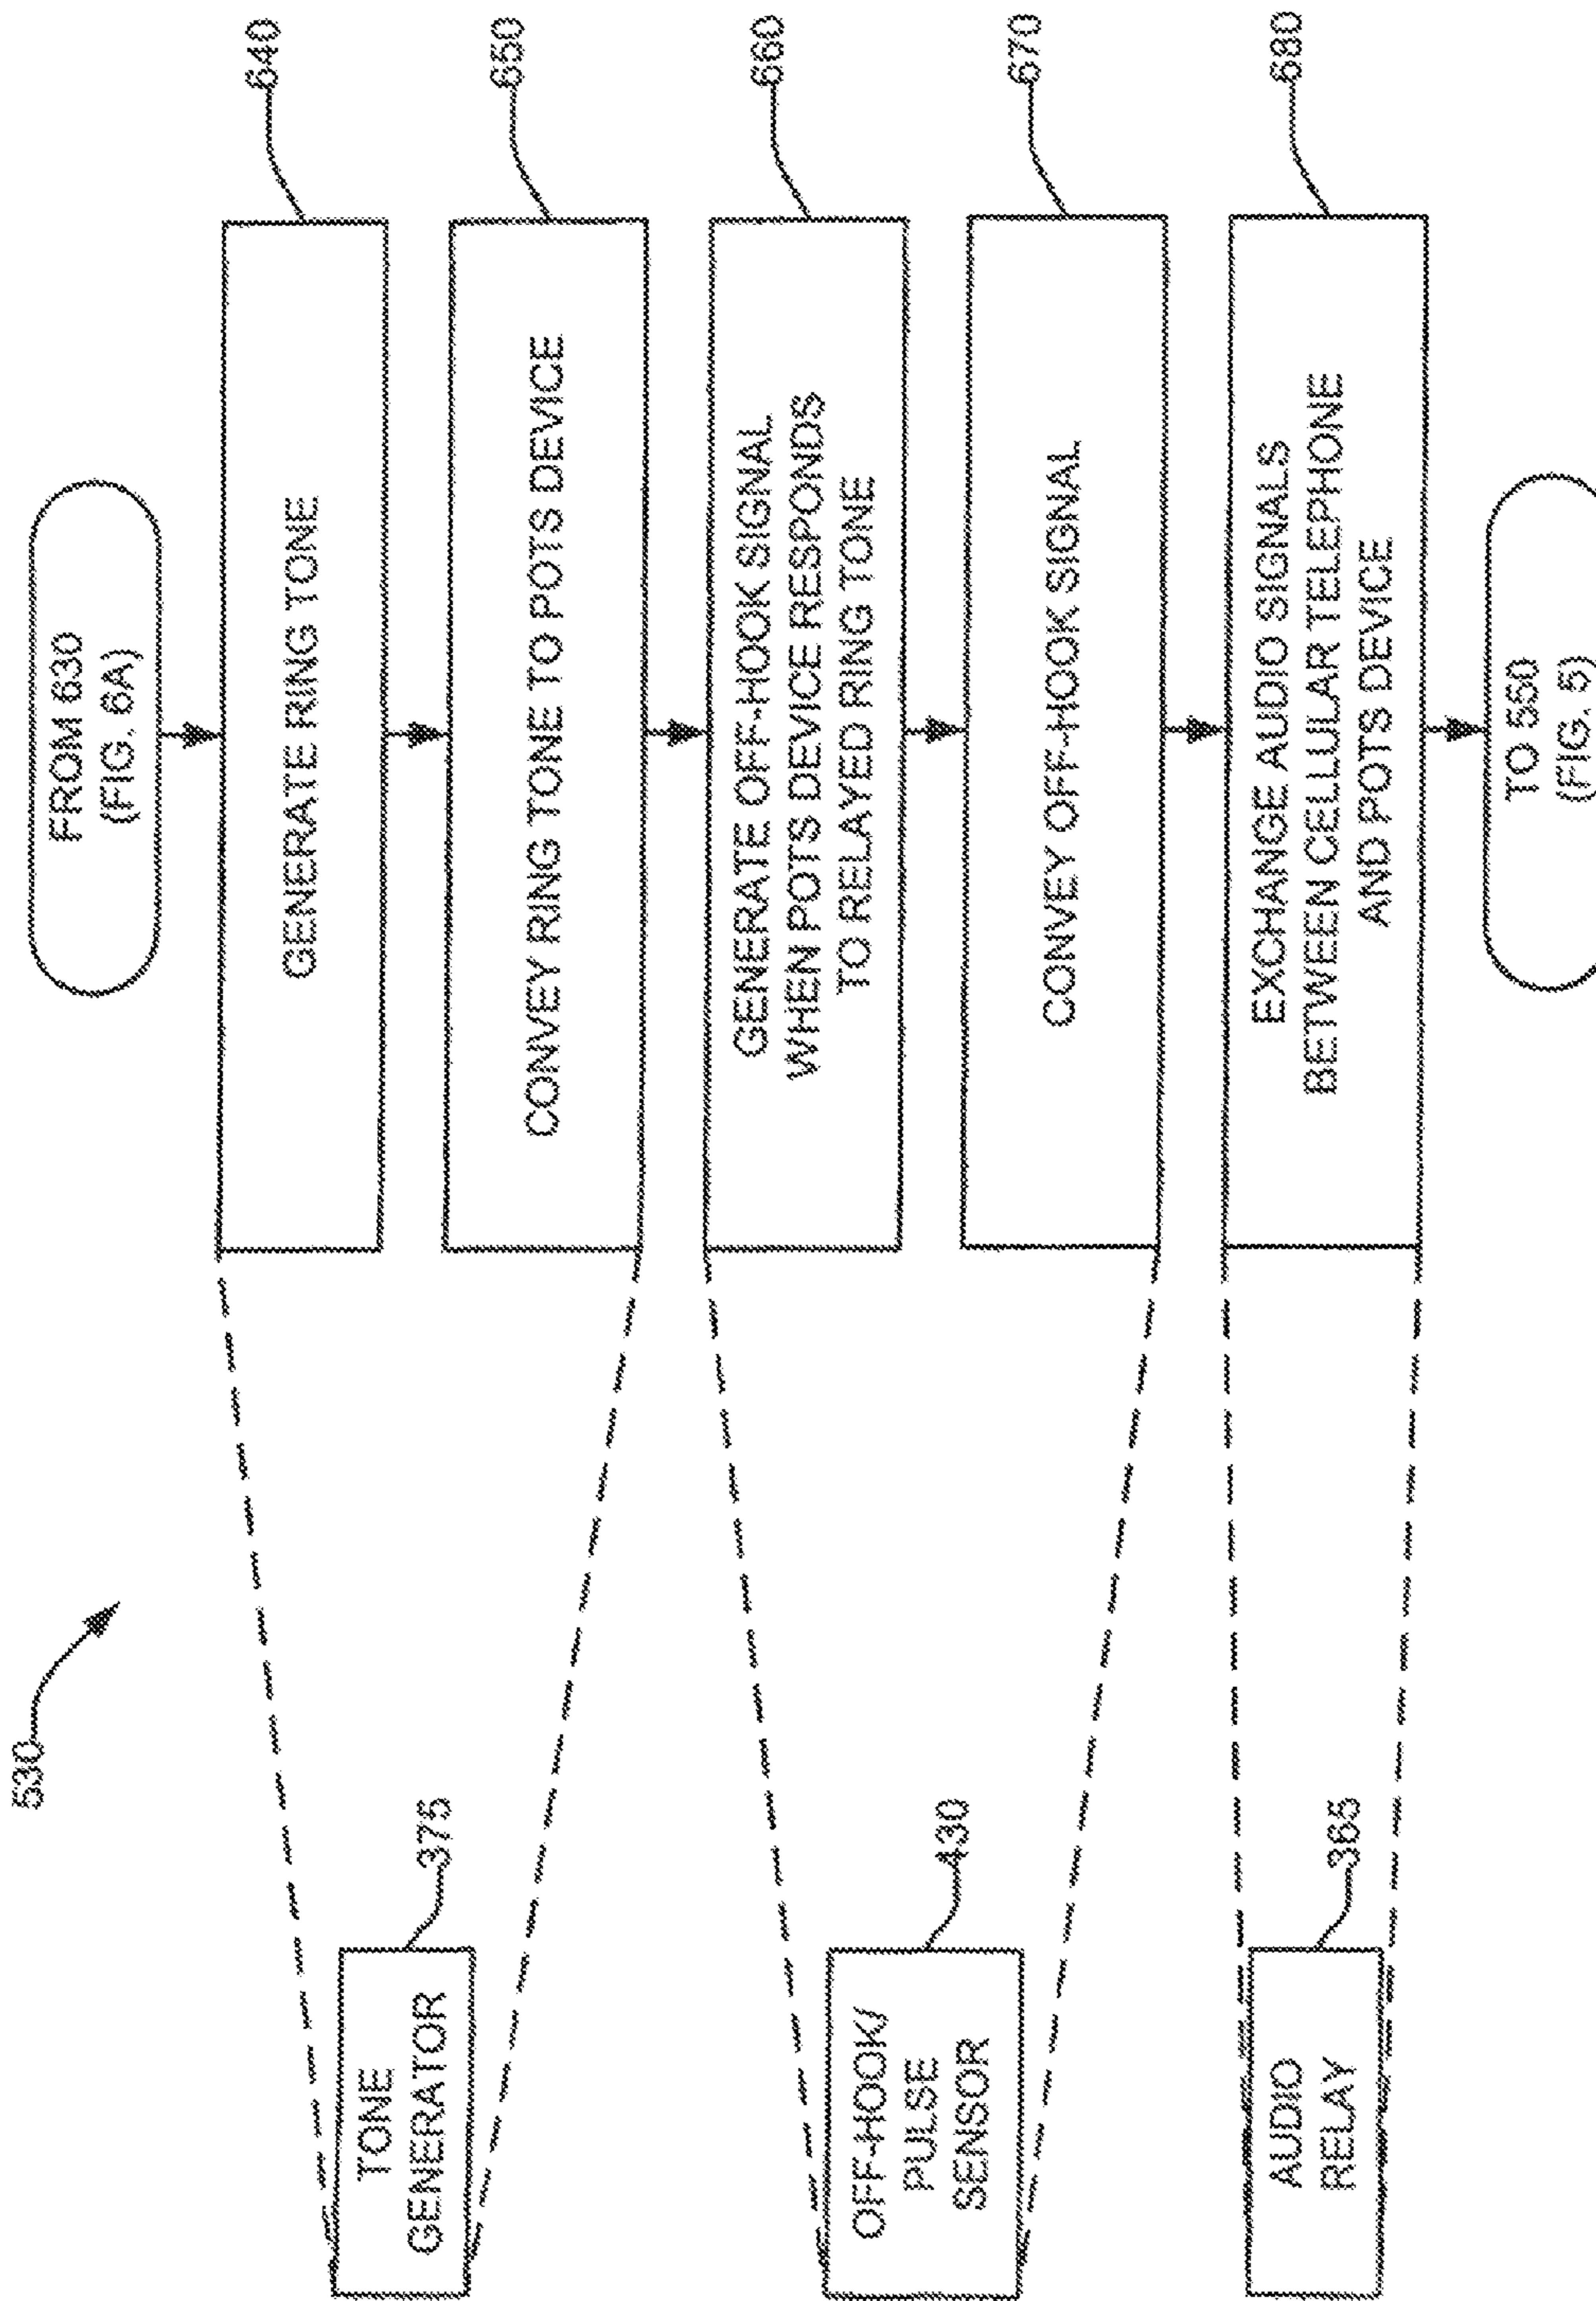 530
FROM 630
(FIG. 6A)
640
GENERATE RING TONE
TONE
GENERATOR
375
650
CONVEY RING TONE TO POTS DEVICE
660
GENERATE OFF-HOOK SIGNAL
WHEN POTS DEVICE RESPONDS
TO RELAYED RING TONE
OFF-HOOK/
PULSE
SENSOR
430
670
CONVEY OFF-HOOK SIGNAL
680
EXCHANGE AUDIO SIGNALS
BETWEEN CELLULAR TELEPHONE
AND POTS DEVICE
AUDIO
RELAY
365
TO 550
(FIG. 5)